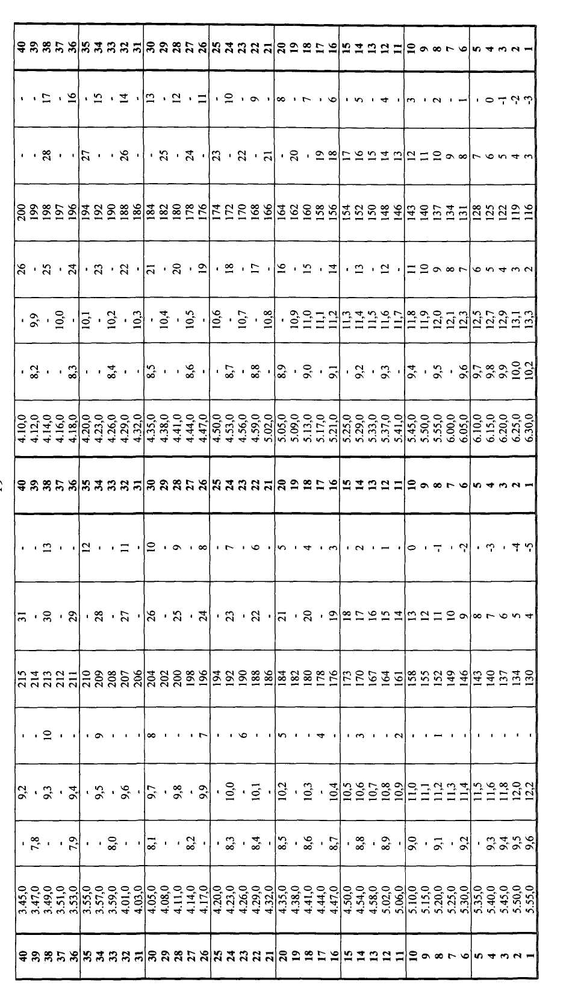 40 3.45,0 - 9,2 - 215 31 - 40 4.10,0 - - 26 200 - - 40
39 3.47,0 7,8 - - 214 - - 39 4.12,0 8,2 9,9 - 199 - - 39
38 3.49,0 - 9,3 10 213 30 13 38 4.14,0 - - 25 198 28 17 38
37 3.51,0 - - - 212 - - 37 4.16,0 - 10,0 - 197 - - 37
36 3.53,0 7,9 9,4 - 211 29 - 36 4.18,0 8,3 - 24 196 - 16 36
35 3.55,0 - - - 210 - 12 35 4.20,0 - 10,1 - 194 27 - 35
34 3.57,0 - 9,5 9 209 28 - 34 4.23,0 - - 23 192 - 15 34
33 3.59,0 8,0 - - 208 - - 33 4.26,0 8,4 10,2 - 190 - - 33
32 4.01,0 - 9,6 - 207 27 11 32 4.29,0 - - 22 188 26 14 32
31 4.03,0 - - - 206 - - 31 4.32,0 - 10,3 - 186 - - 31
30 4.05,0 8,1 9,7 8 204 26 10 30 4.35,0 8,5 - 21 184 - 13 30
29 4.08,0 - - - 202 - - 29 4.38,0 - 10,4 - 182 25 - 29
28 4.11,0 - 9,8 - 200 25 9 28 4.41,0 - - 20 180 - 12 28
27 4.14,0 8,2 - - 198 - - 27 4.44,0 8,6 10,5 - 178 24 - 27
26 4.17,0 - 9,9 7 196 24 8 26 4.47,0 - - 19 176 - 11 26
25 4.20,0 - - - 194 - - 25 4.50,0 - 10,6 - 174 23 - 25
24 4.23,0 8,3 10,0 - 192 23 7 24 4.53,0 8,7 - 18 172 - 10 24
23 4.26,0 - - 6 190 - - 23 4.56,0 - 10,7 - 170 22 - 23
22 4.29,0 8,4 10,1 - 188 22 6 22 4.59,0 8,8 - 17 168 - 9 22
21 4.32,0 - - - 186 - - 21 5.02,0 - 10,8 - 166 21 - 21
20 4.35,0 8,5 10,2 5 184 21 5 20 5.05,0 8,9 - 16 164 - 8 20
19 4.38,0 - - - 182 - - 19 5.09,0 - 10,9 - 162 20 - 19
18 4.41,0 8,6 10,3 - 180 20 4 18 5.13,0 9,0 11,0 15 160 - 7 18
17 4.44,0 - - 4 178 - - 17 5.17,0 - 11,1 - 158 19 - 17
16 4.47,0 8,7 10,4 - 176 19 3 16 5.21,0 9,1 11,2 14 156 18 6 16
15 4.50,0 - 10,5 - 173 18 - 15 5.25,0 - 11,3 - 154 17 - 15
14 4.54,0 8,8 10,6 3 170 17 2 14 5.29,0 9,2 11,4 13 152 16 5 14
13 4.58,0 - 10,7 - 167 16 - 13 5.33,0 - 11,5 - 150 15 - 13
12 5.02,0 8,9 10,8 - 164 15 1 12 5.37,0 9,3 11,6 12 148 14 4 12
11 5.06,0 - 10,9 2 161 14 - 11 5.41,0 - 11,7 - 146 13 - 11
10 5.10,0 9,0 11,0 - 158 13 0 10 5.45,0 9,4 11,8 11 143 12 3 10
9 5.15,0 - 11,1 - 155 12 - 9 5.50,0 - 11,9 10 140 11 - 9
8 5.20,0 9,1 11,2 1 152 11 -1 8 5.55,0 9,5 12,0 9 137 10 2 8
7 5.25,0 - 11,3 - 149 10 - 7 6.00,0 - 12,1 8 134 9 - 7
6 5.30,0 9,2 11,4 - 146 9 -2 6 6.05,0 9,6 12,3 7 131 8 1 6
5 5.35,0 - 11,5 - 143 8 - 5 6.10,0 9,7 12,5 6 128 7 - 5
4 5.40,0 9,3 11,6 - 140 7 -3 4 6.15,0 9,8 12,7 5 125 6 0 4
3 5.45,0 9,4 11,8 - 137 6 - 3 6.20,0 9,9 12,9 4 122 5 -1 3
2 5.50,0 9,5 12,0 - 134 5 -4 2 6.25,0 10,0 13,1 3 119 4 -2 2
1 5.55,0 9,6 12,2 - 130 4 -5 1 6.30,0 10,2 13,3 2 116 3 -3 1